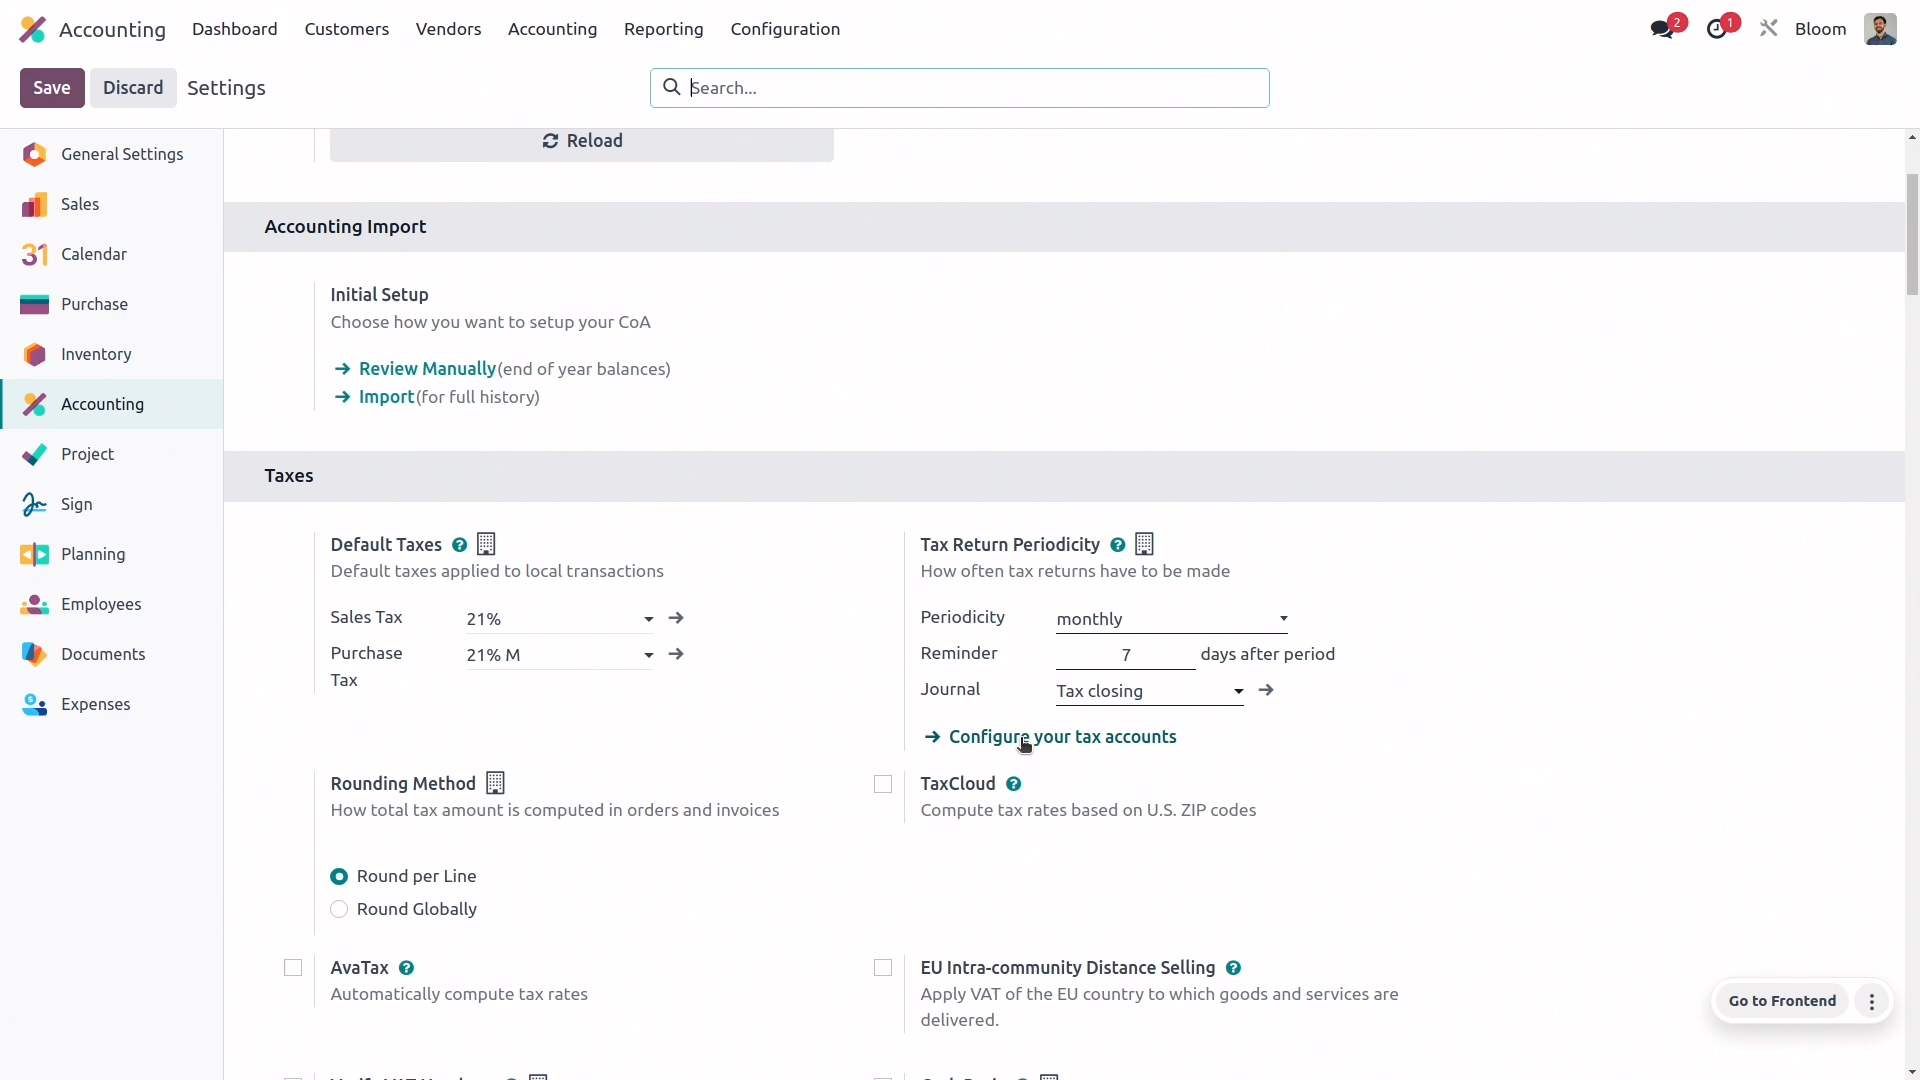 Accounting Dashboard Customers Vendors Accounting Reporting Configuration 2 1 Bloom
Save Discard Settings Search...
General Settings
Sales
Calendar
Purchase
Inventory
Accounting
Project
Sign
Planning
Employees
Documents
Expenses
Reload
Accounting Import
Initial Setup
Choose how you want to setup your CoA
Review Manually(end of year balances)
Import(for full history)
Taxes
Default Taxes
Default taxes applied to local transactions
Sales Tax 21%
Purchase Tax 21% M
Tax Return Periodicity
How often tax returns have to be made
Periodicity monthly
Reminder 7 days after period
Journal Tax closing
Configure your tax accounts
Rounding Method
How total tax amount is computed in orders and invoices
Round per Line
Round Globally
TaxCloud
Compute tax rates based on U.S. ZIP codes
AvaTax
Automatically compute tax rates
EU Intra-community Distance Selling
Apply VAT of the EU country to which goods and services are
delivered.
Go to Frontend